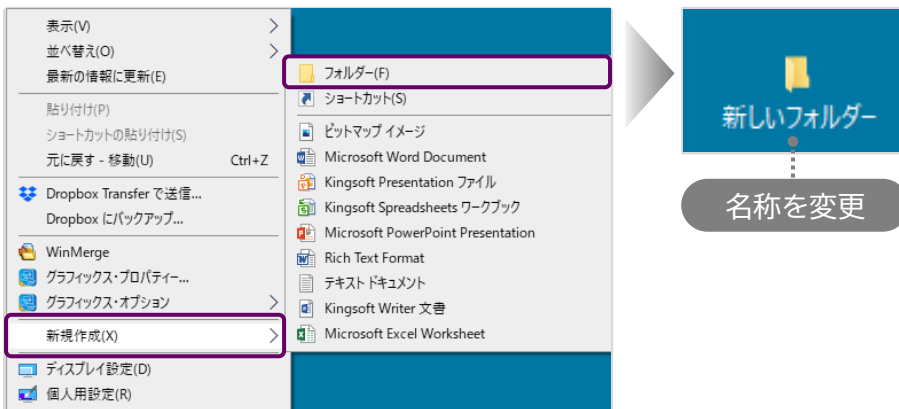 表示(V)
並べ替え(O)
最新の情報に更新(E)
貼り付け(P)
ショートカットの貼り付け(S)
元に戻す - 移動(U) Ctrl+Z
Dropbox Transfer で送信...
Dropbox にバックアップ...
WinMerge
グラフィックス・プロパティー...
グラフィックス・オプション
新規作成(X)
ディスプレイ設定(D)
個人用設定(R)
フォルダー(F)
ショートカット(S)
ビットマップ イメージ
Microsoft Word Document
Kingsoft Presentation ファイル
Kingsoft Spreadsheets ワークブック
Microsoft PowerPoint Presentation
Rich Text Format
テキスト ドキュメント
Kingsoft Writer 文書
Microsoft Excel Worksheet
新しいフォルダー
名称を変更